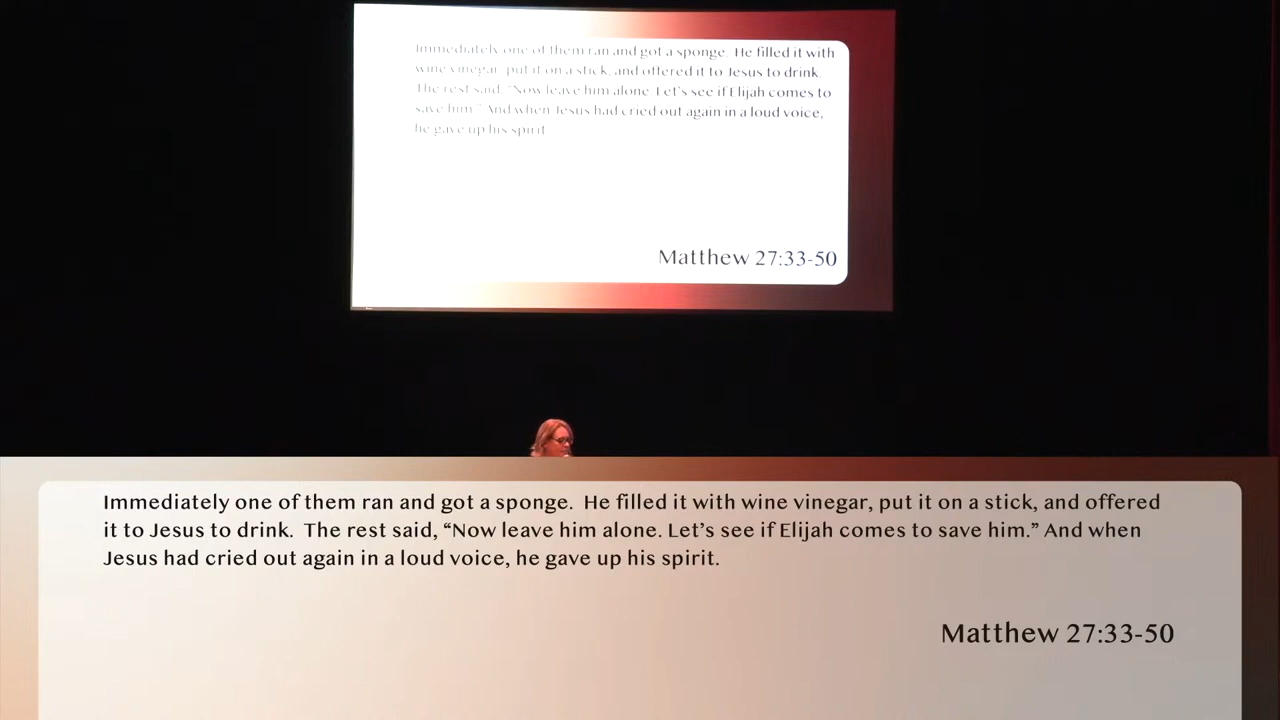 Immediately one of them ran and got a sponge. He filled it with
wine vinegar, put it on a stick, and offered it to Jesus to drink.
The rest said, "Now leave him alone. Let's see if Elijah comes to
save him." And when Jesus had cried out again in a loud voice,
he gave up his spirit.
Matthew 27:33-50
Immediately one of them ran and got a sponge.  He filled it with wine vinegar, put it on a stick, and offered
it to Jesus to drink.  The rest said, “Now leave him alone. Let’s see if Elijah comes to save him.” And when
Jesus had cried out again in a loud voice, he gave up his spirit.
Matthew 27:33-50